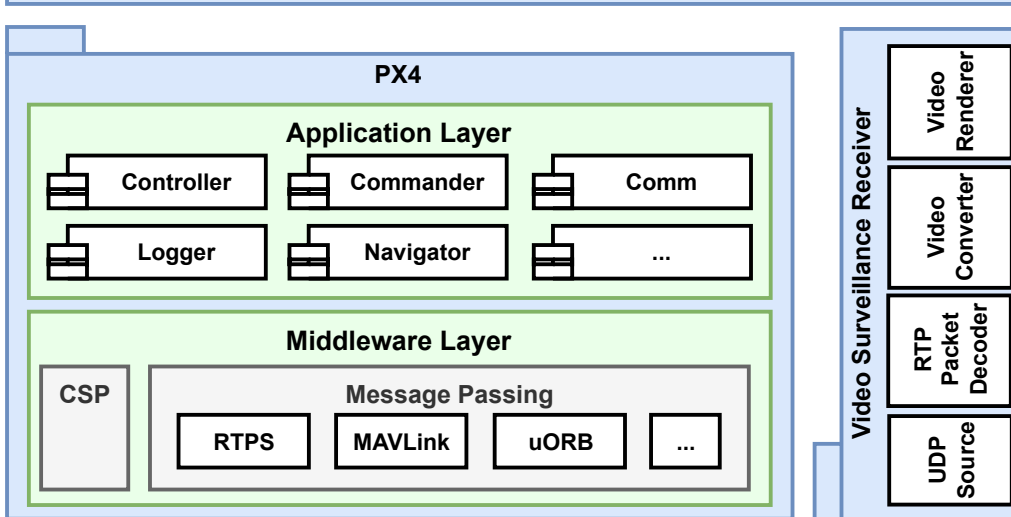 PX4
Application Layer
Controller
Commander
Comm
Logger
Navigator
...
Middleware Layer
CSP
Message Passing
RTPS
MAVLink
uORB
...
Video Surveillance Receiver
Video
Renderer
Video
Converter
RTP
Packet
Decoder
UDP
Source